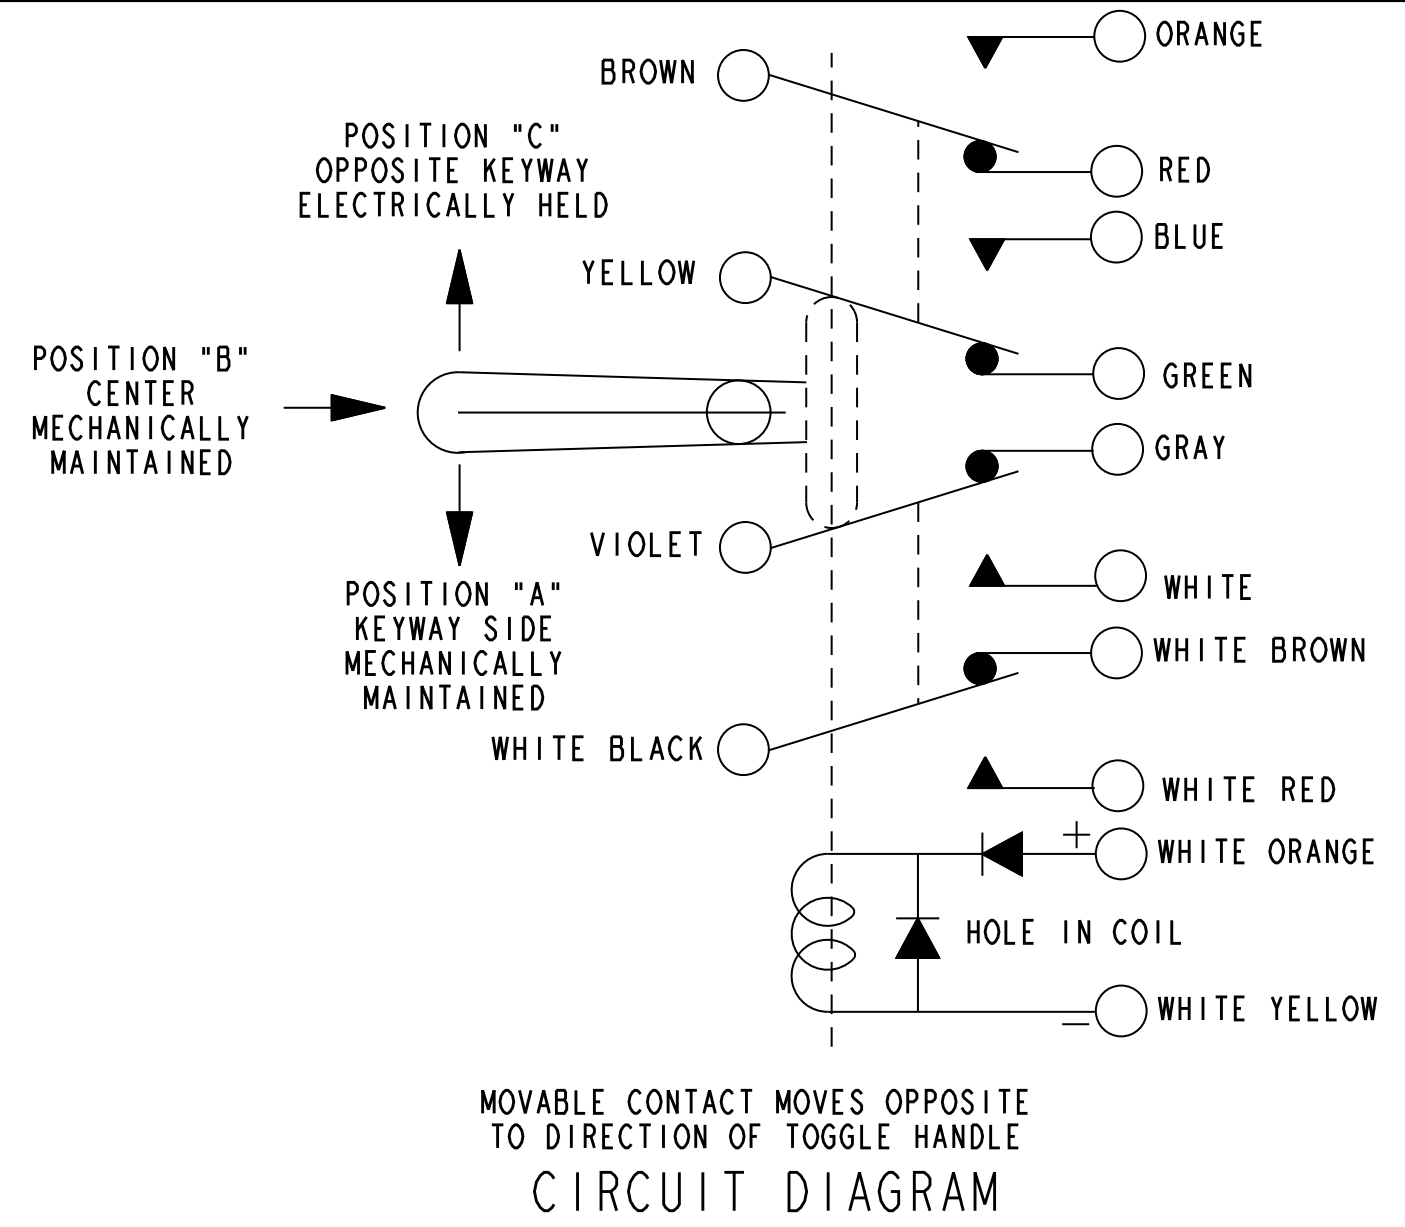 ORANGE
BROWN
POSITION "C"
OPPOSITE KEYWAY
ELECTRICALLY HELD
RED
BLUE
YELLOW
POSITION "B"
CENTER
MECHANICALLY
MAINTAINED
GREEN
GRAY
VIOLET
POSITION "A"
KEYWAY SIDE
MECHANICALLY
MAINTAINED
WHITE
WHITE BROWN
WHITE BLACK
WHITE RED
+
WHITE ORANGE
HOLE IN COIL
–
WHITE YELLOW
MOVABLE CONTACT MOVES OPPOSITE
TO DIRECTION OF TOGGLE HANDLE
CIRCUIT DIAGRAM